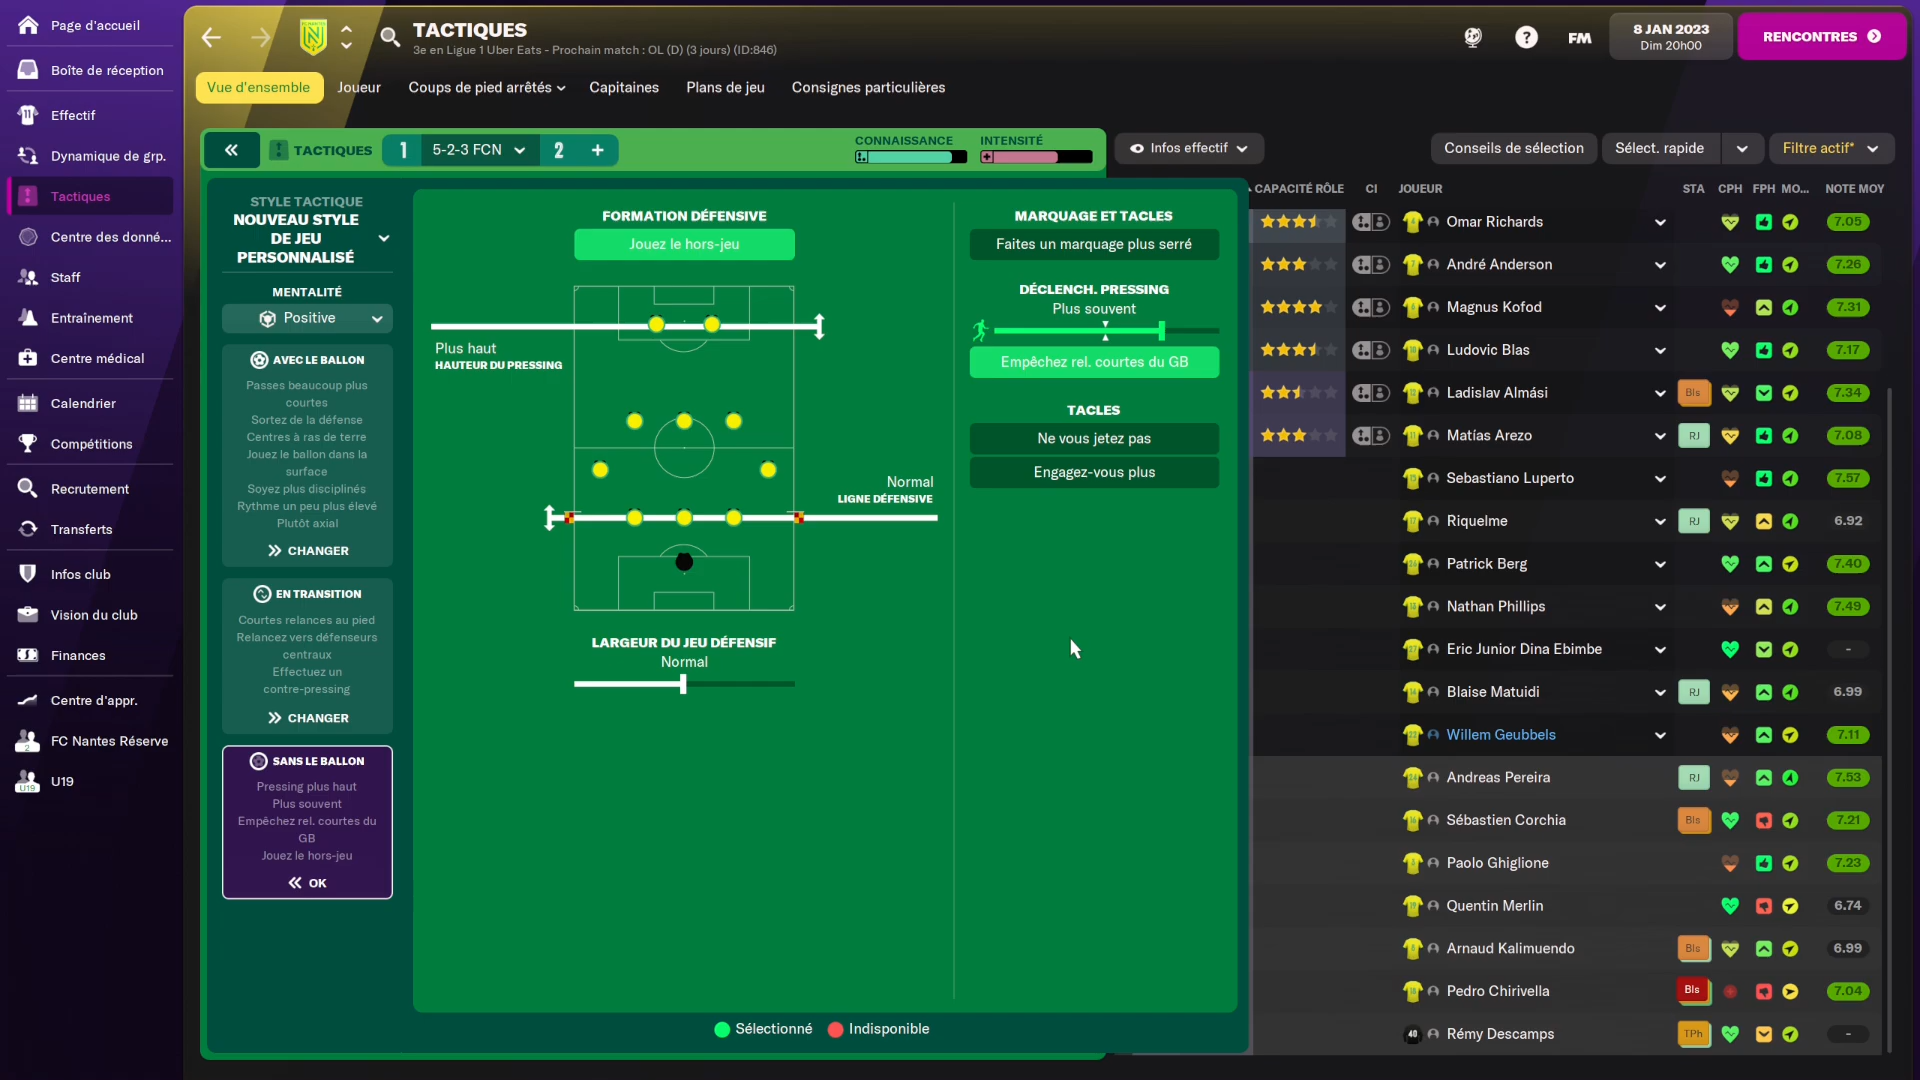 Page d'accueil
Boîte de réception
Effectif
Dynamique de grp.
Tactiques
Centre des donné...
Staff
Entraînement
Centre médical
Calendrier
Compétitions
Recrutement
Transferts
Infos club
Vision du club
Finances
Centre d'appr.
FC Nantes Réserve
U19
TACTIQUES
3e en Ligne 1 Uber Eats - Prochain match : OL (D) (3 jours) (ID:846)
FM
8 JAN 2023
Dim 20h00
RENCONTRES
Vue d'ensemble
Joueur
Coups de pied arrêtés
Capitaines
Plans de jeu
Consignes particulières
TACTIQUES
1
5-2-3 FCN
2
CONNAISSANCE
INTENSITÉ
Infos effectif
Conseils de sélection
Sélect. rapide
Filtre actif*
STYLE TACTIQUE
NOUVEAU STYLE
DE JEU
PERSONNALISÉ
MENTALITÉ
Positive
AVEC LE BALLON
Passes beaucoup plus
courtes
Sortez de la défense
Centres à ras de terre
Jouez le ballon dans la
surface
Soyez plus disciplinés
Rythme un peu plus élevé
Plutôt axial
CHANGER
EN TRANSITION
Courtes relances au pied
Relancez vers défenseurs
centraux
Effectuez un
contre-pressing
CHANGER
SANS LE BALLON
Pressing plus haut
Plus souvent
Empêchez rel. courtes du
GB
Jouez le hors-jeu
OK
FORMATION DÉFENSIVE
Jouez le hors-jeu
Plus haut
HAUTEUR DU PRESSING
Normal
LIGNE DÉFENSIVE
LARGEUR DU JEU DÉFENSIF
Normal
MARQUAGE ET TACLES
Faites un marquage plus serré
DÉCLENCH. PRESSING
Plus souvent
Empêchez rel. courtes du GB
TACLES
Ne vous jetez pas
Engagez-vous plus
Sélectionné
Indisponible
CAPACITÉ RÔLE CI JOUEUR STA CPH FPH MO... NOTE MOY
Omar Richards 7.05
André Anderson 7.26
Magnus Kofod 7.31
Ludovic Blas 7.17
Ladislav Almási Bls 7.34
Matías Arezo RJ 7.08
Sebastiano Luperto 7.57
Riquelme RJ 6.92
Patrick Berg 7.40
Nathan Phillips 7.49
Eric Junior Dina Ebimbe -
Blaise Matuidi RJ 6.99
Willem Geubbels 7.11
Andreas Pereira RJ 7.53
Sébastien Corchia Bls 7.21
Paolo Ghiglione 7.23
Quentin Merlin 6.74
Arnaud Kalimuendo Bls 6.99
Pedro Chirivella Bls 7.04
40 Rémy Descamps TPh -